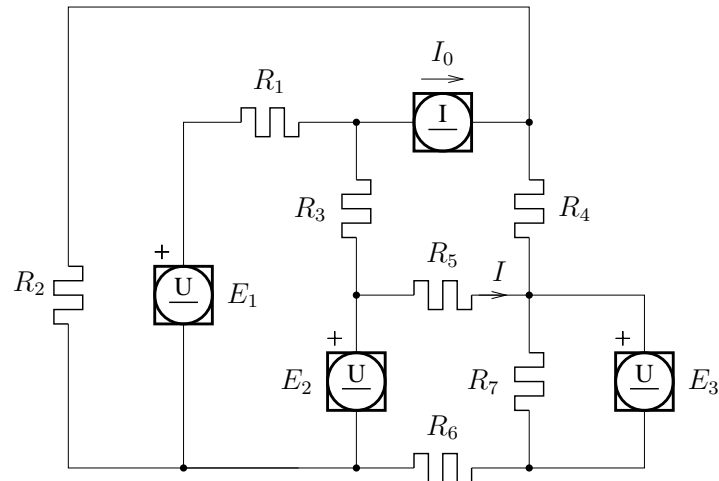 I₀
R₁
I
R₃
R₄
R₅
I
+
R₂
U
E₁
+
+
E₂
U
R₇
U
E₃
R₆